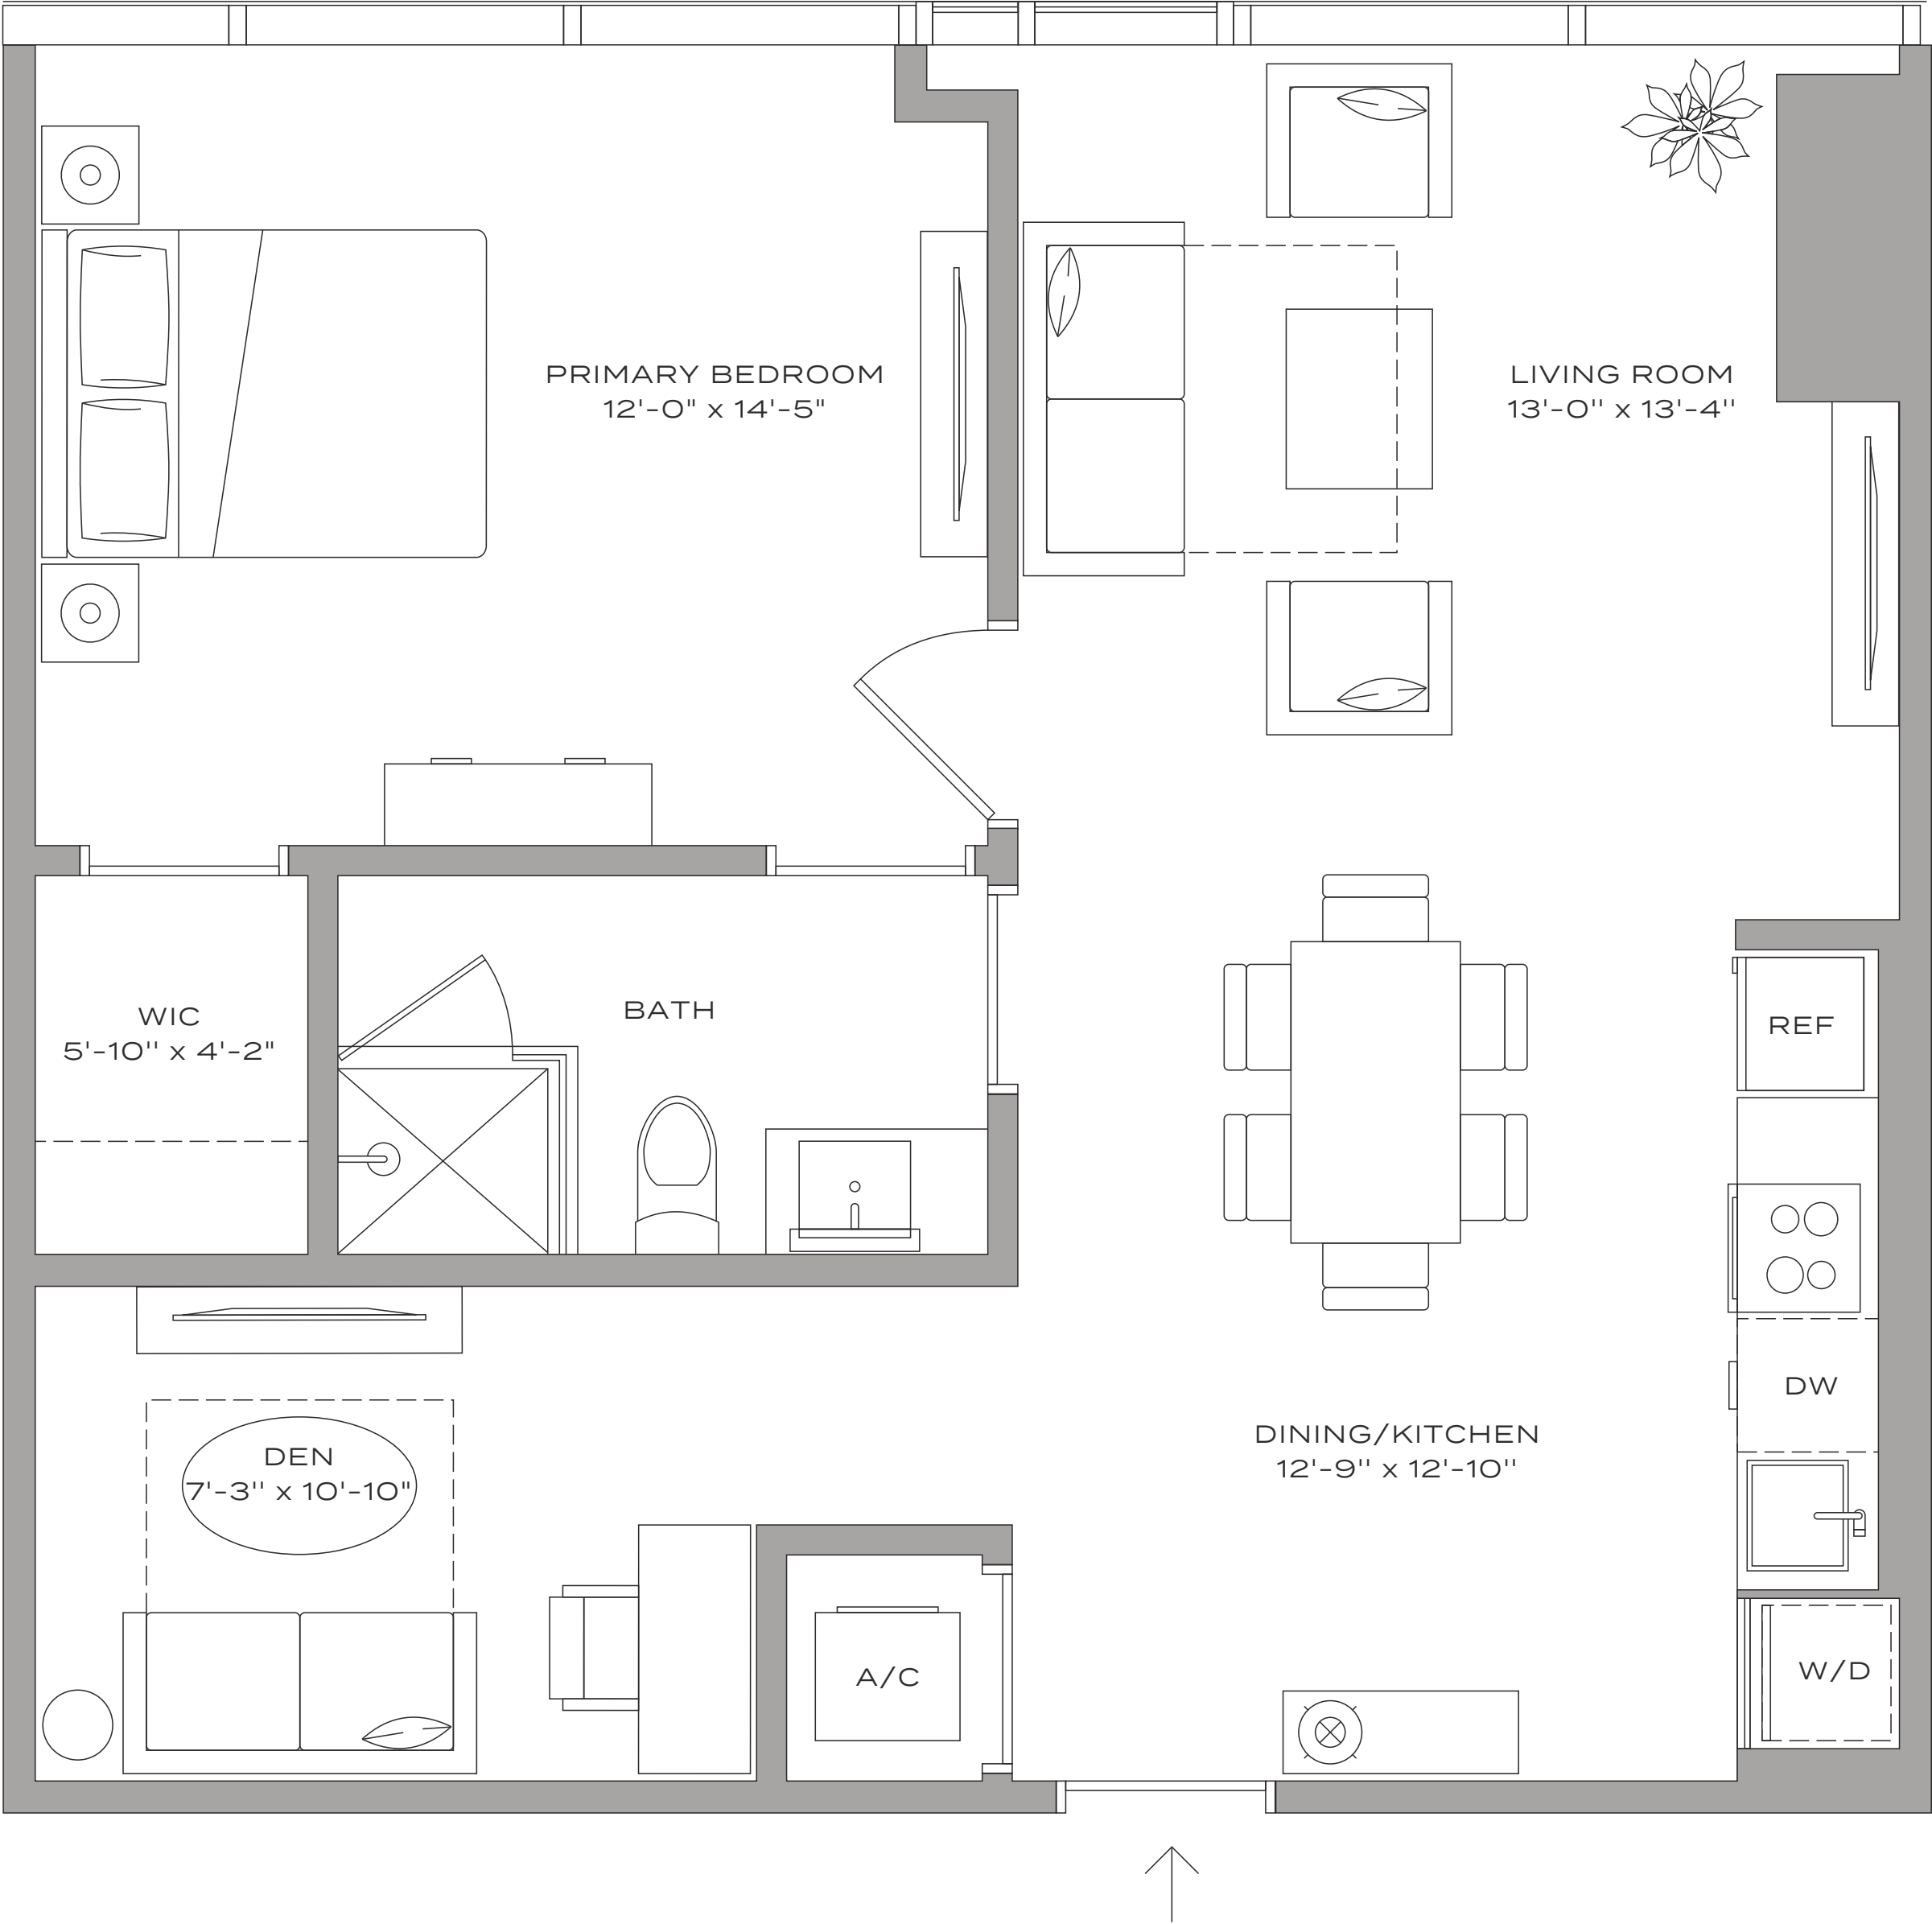 PRIMARY BEDROOM
12'-0" x 14'-5"
LIVING ROOM
13'-0'' x 13'-4''
WIC
5'-10'' x 4'-2"
BATH
REF
DW
DINING/KITCHEN
12'-9'' x 12'-10''
DEN
7'-3'' x 10'-10"
A/C
W/D